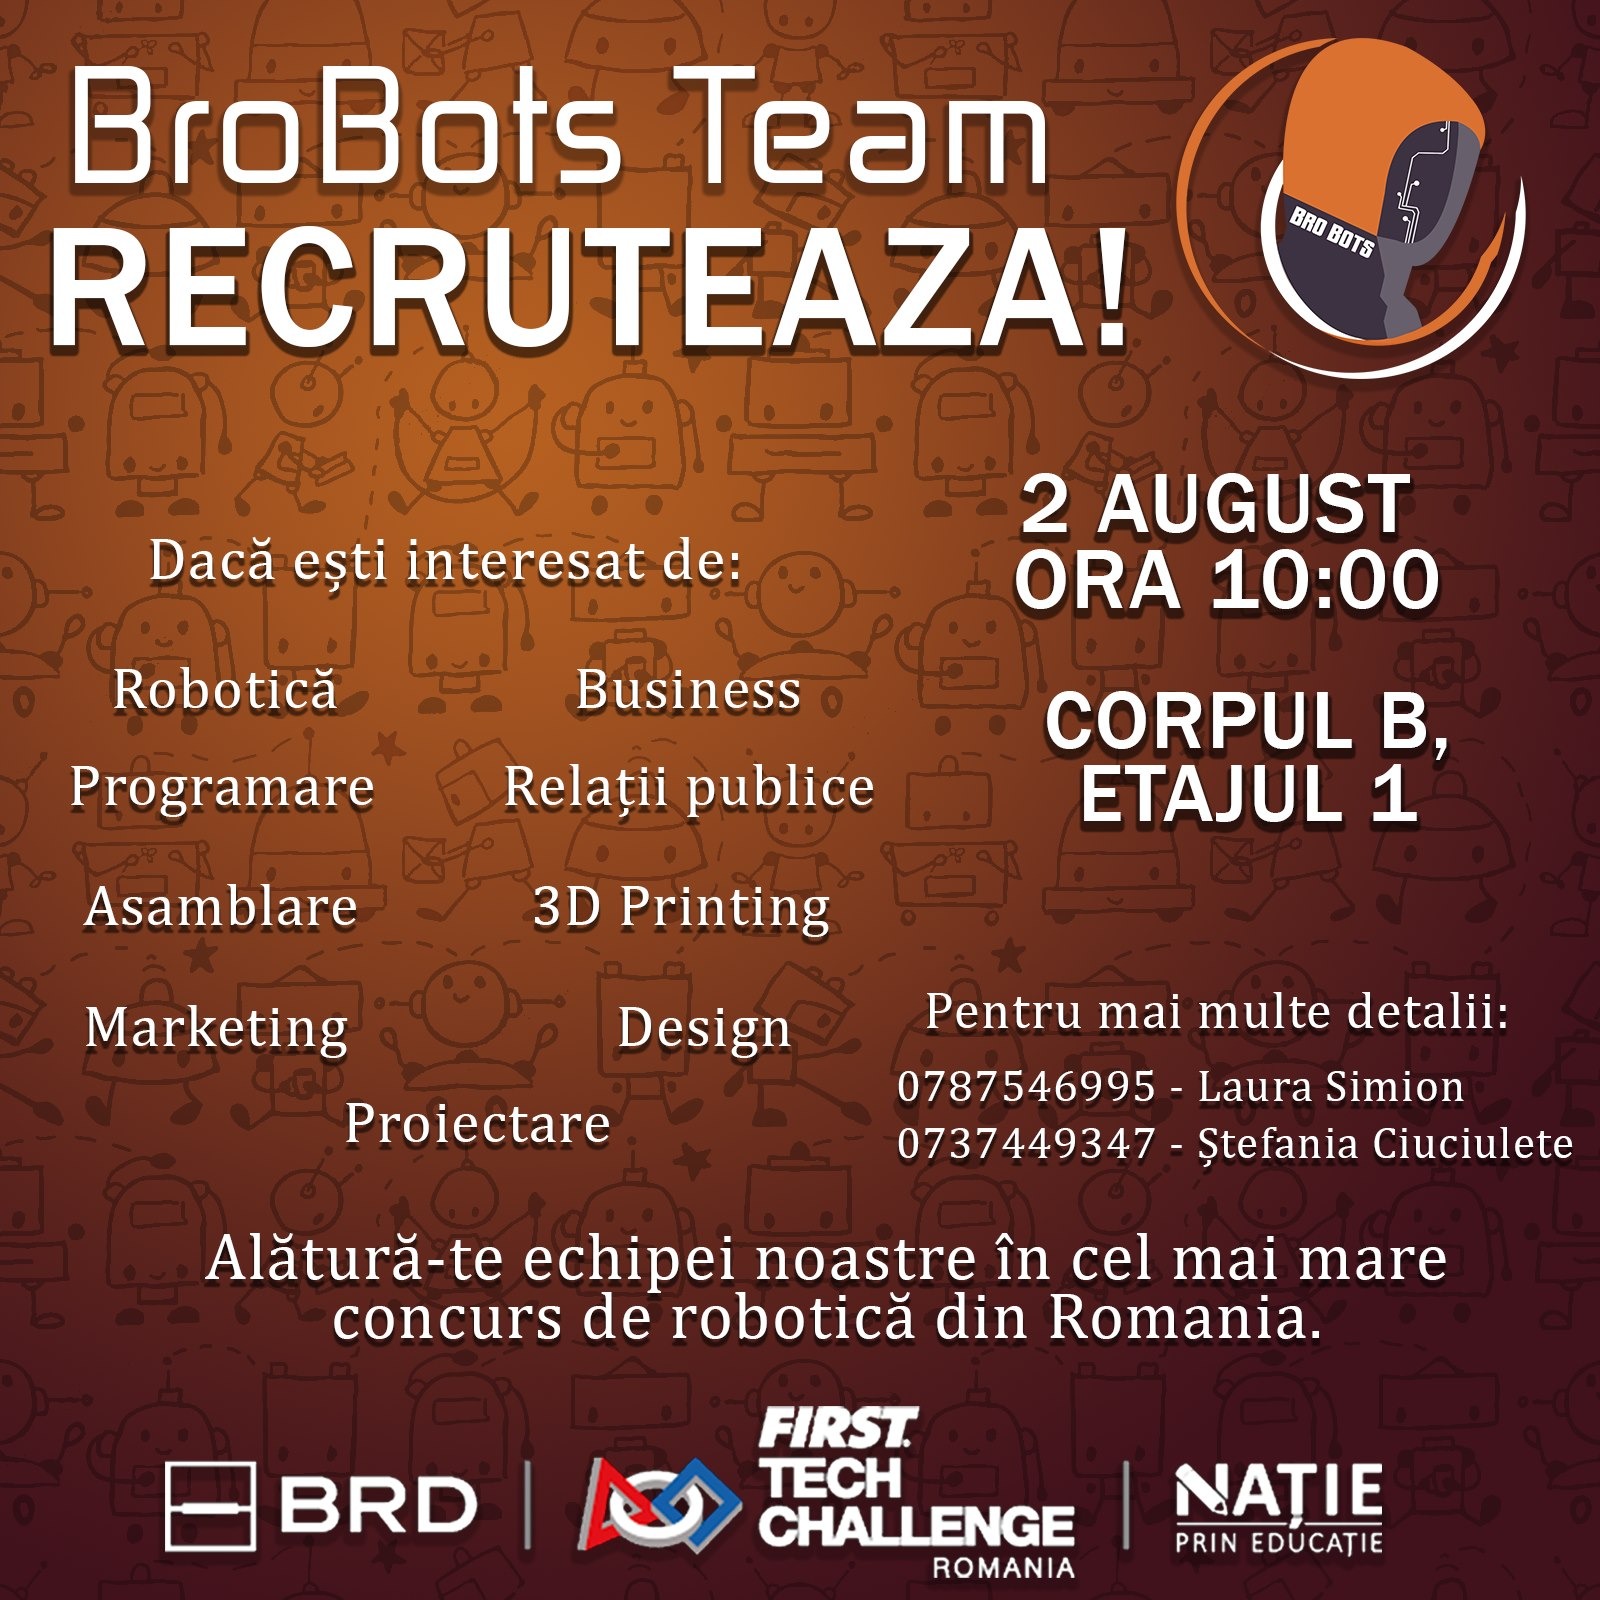 BroBots Team
RECRUTEAZA!
BRO BOTS
2 AUGUST
ORA 10:00
CORPUL B,
ETAJUL 1
Dacă ești interesat de:
Robotică
Business
Programare
Relații publice
Asamblare
3D Printing
Marketing
Design
Proiectare
Pentru mai multe detalii:
0787546995 - Laura Simion
0737449347 - Ștefania Ciuciulete
Alătură-te echipei noastre în cel mai mare
concurs de robotică din Romania.
BRD
FIRST.
TECH
CHALLENGE
ROMANIA
NAȚIE
PRIN EDUCAȚIE